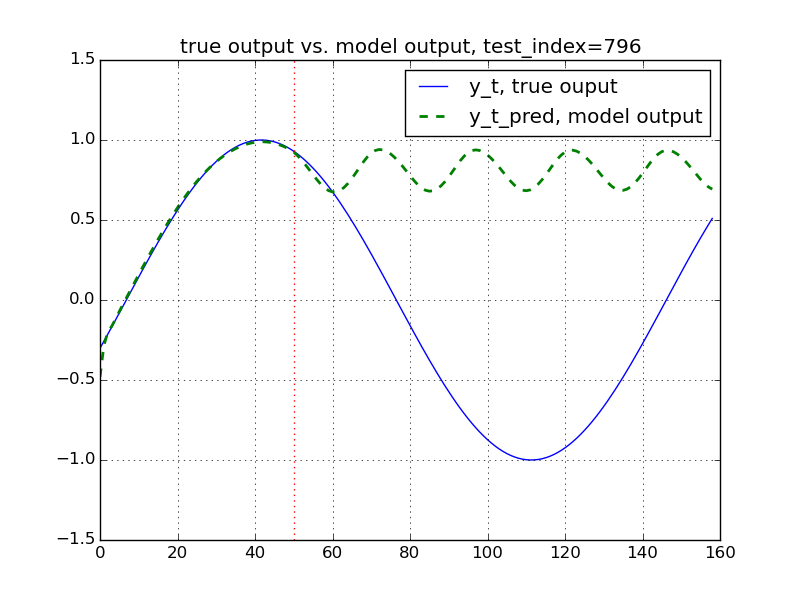 true output vs. model output, test_index=796
y_t, true ouput
y_t_pred, model output
1.5
1.0
0.5
0.0
−0.5
−1.0
−1.5
0 20 40 60 80 100 120 140 160